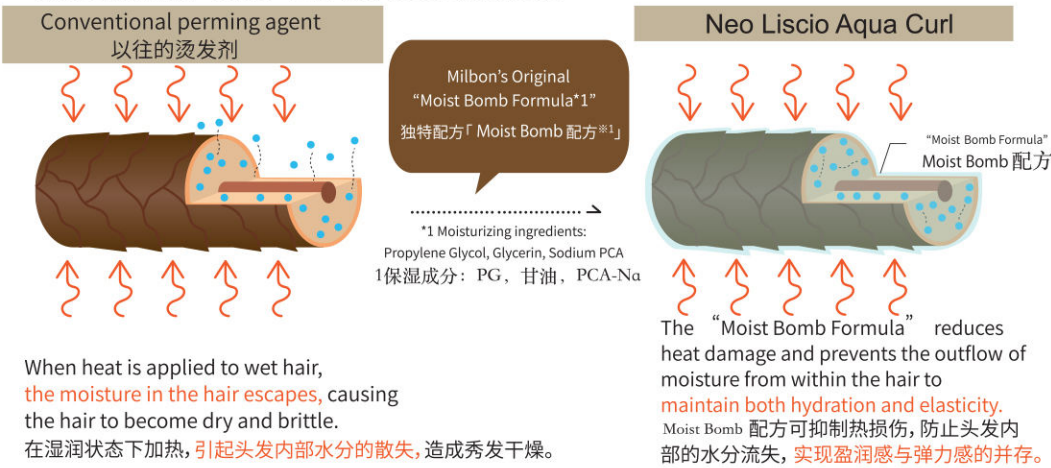 Conventional perming agent
以往的烫发剂
Milbon's Original
“Moist Bomb Formula*1”
独特配方「Moist Bomb 配方※1」
*1 Moisturizing ingredients:
Propylene Glycol, Glycerin, Sodium PCA
1保湿成分：PG，甘油，PCA-Na
Neo Liscio Aqua Curl
“Moist Bomb Formula”
Moist Bomb 配方
When heat is applied to wet hair,
the moisture in the hair escapes, causing
the hair to become dry and brittle.
在湿润状态下加热，引起头发内部水分的散失，造成秀发干燥。
The “Moist Bomb Formula” reduces
heat damage and prevents the outflow of
moisture from within the hair to
maintain both hydration and elasticity.
Moist Bomb 配方可抑制热损伤，防止头发内
部的水分流失，实现盈润感与弹力感的并存。